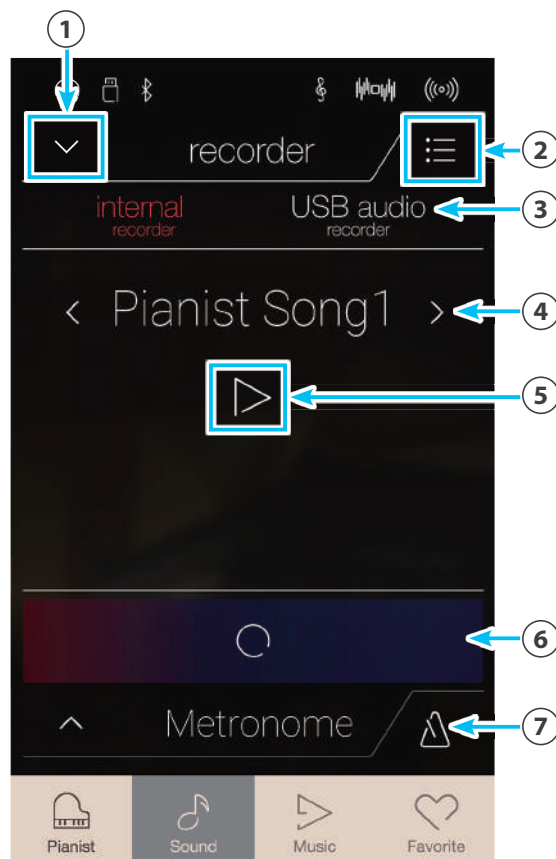 1
recorder
2
internal
recorder
USB audio
recorder
3
Pianist Song1
4
5
6
Metronome
7
Pianist
Sound
Music
Favorite